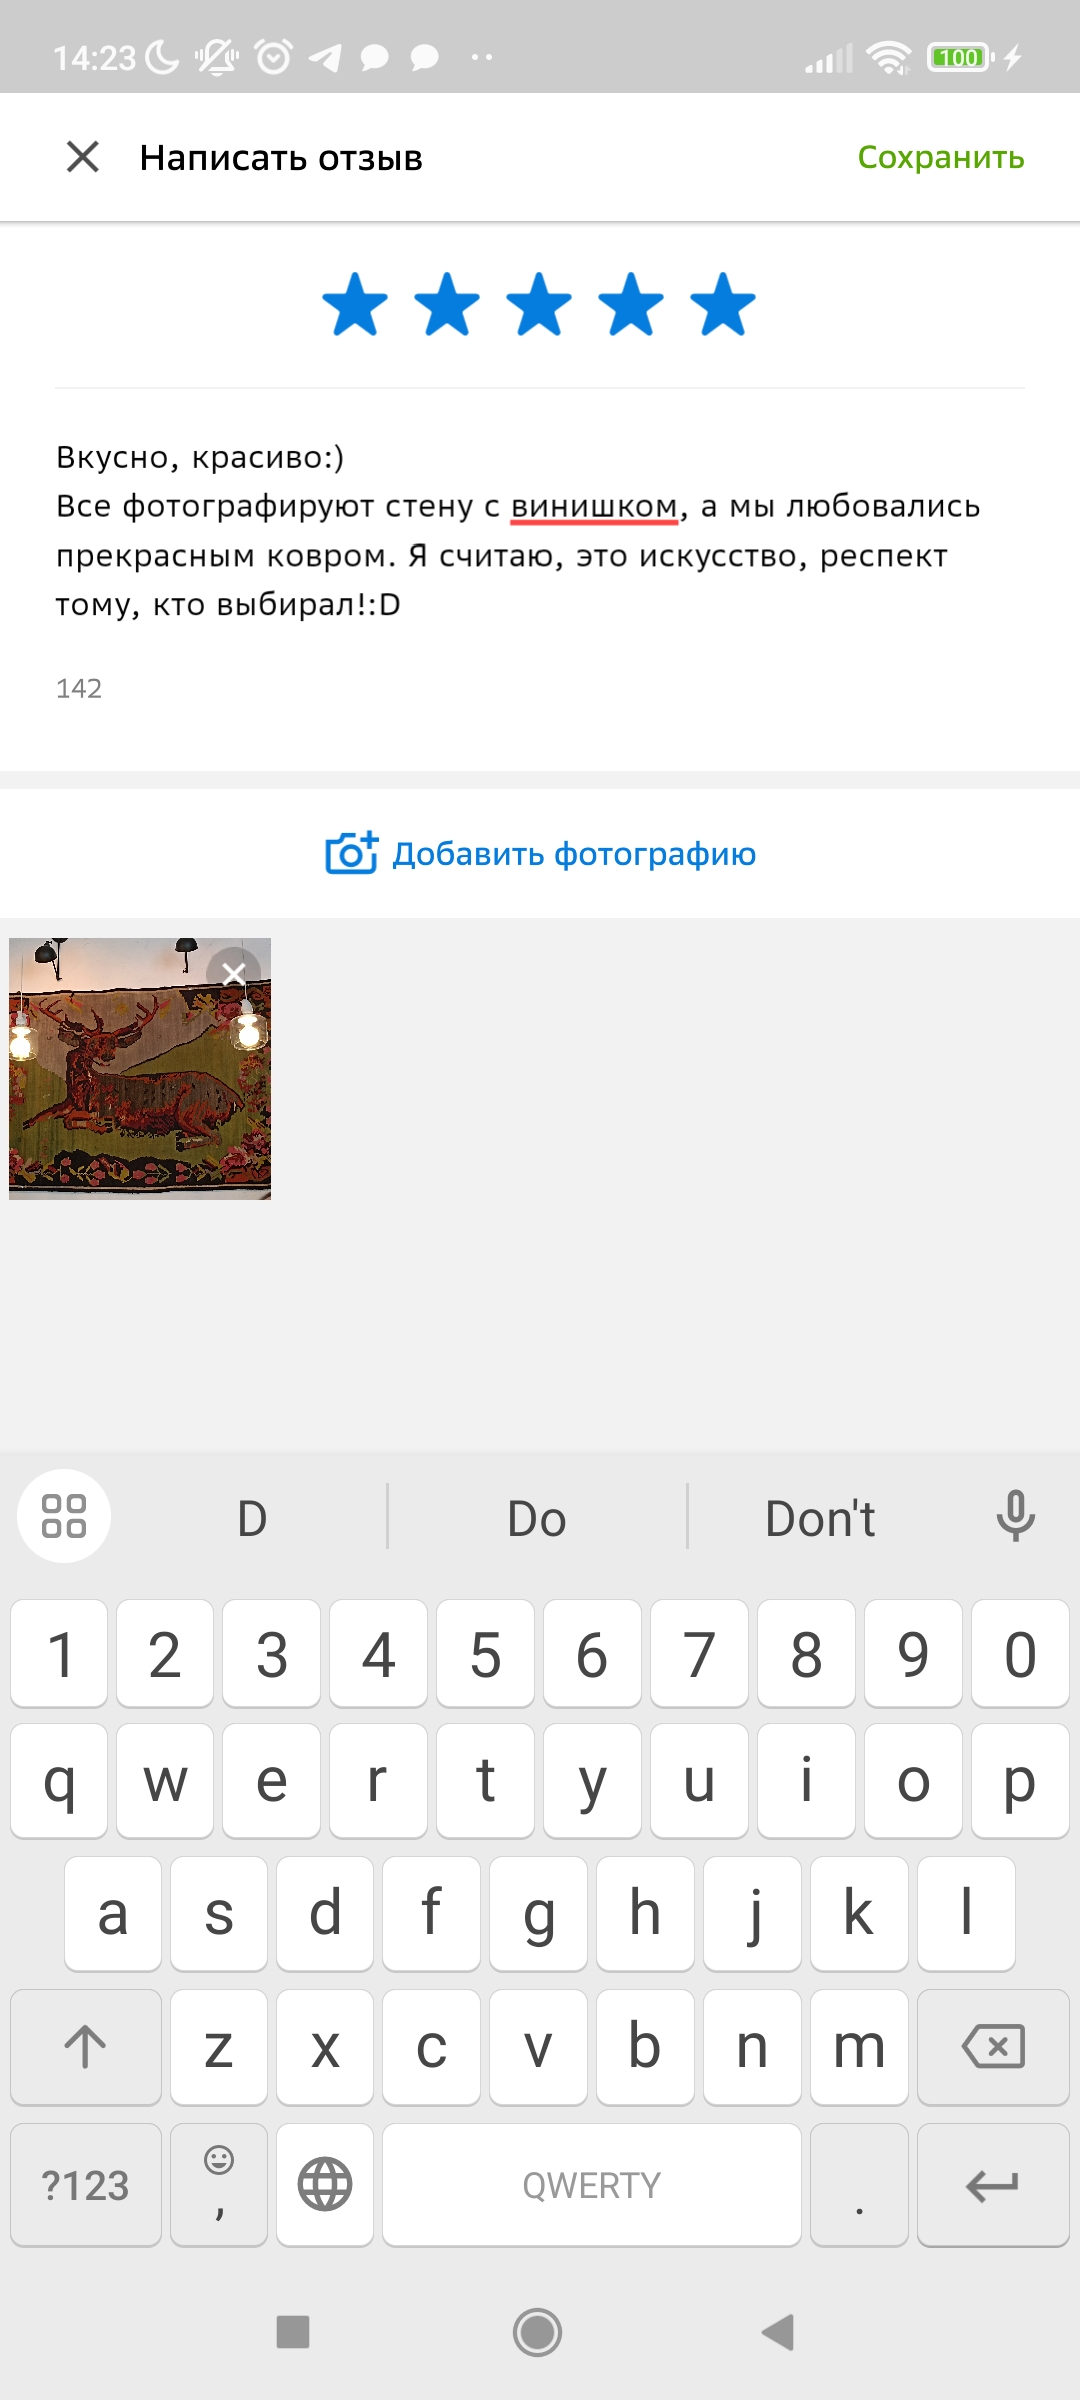 14:23
100
Написать отзыв
Сохранить
Вкусно, красиво:)
Все фотографируют стену с винишком, а мы любовались
прекрасным ковром. Я считаю, это искусство, респект
тому, кто выбирал!:D
142
Добавить фотографию
D Do Don't
1 2 3 4 5 6 7 8 9 0
q w e r t y u i o p
a s d f g h j k l
z x c v b n m
?123 , QWERTY .